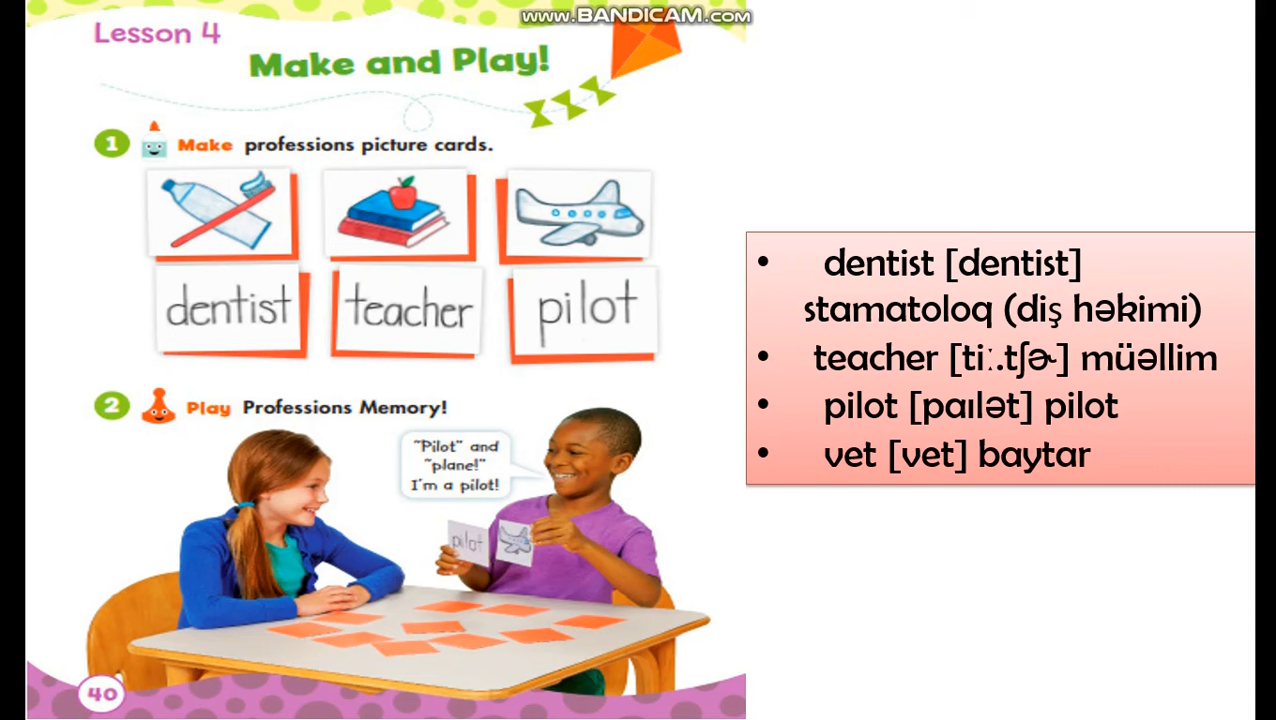 www.BANDICAM.com
Lesson 4
Make and Play!
1 Make professions picture cards.
dentist
teacher
pilot
2 Play Professions Memory!
"Pilot" and
"plane!"
I'm a pilot!
pilot
40
• dentist [dentist]
stamatoloq (diş həkimi)
• teacher [tiː.tʃɚ] müəllim
• pilot [paɪlət] pilot
• vet [vet] baytar